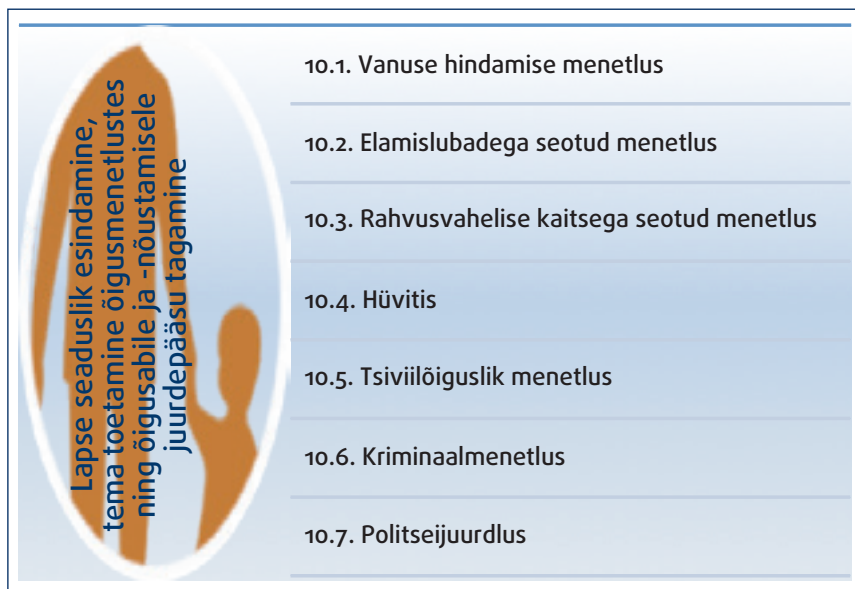 Lapse seaduslik esindamine,
tema toetamine õigusmenetlustes
ning õigusabile ja -nõustamisele
juurdepääsu tagamine
10.1. Vanuse hindamise menetlus
10.2. Elamislubadega seotud menetlus
10.3. Rahvusvahelise kaitsega seotud menetlus
10.4. Hüvitis
10.5. Tsiviilõiguslik menetlus
10.6. Kriminaalmenetlus
10.7. Politseijuurdlus